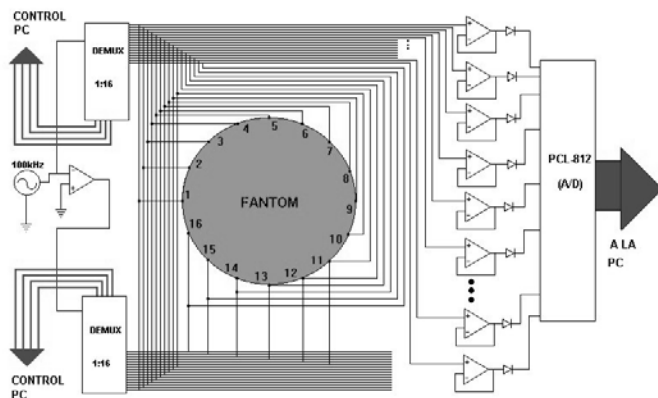 CONTROL
PC
DEMUX
1:16
100kHz
DEMUX
1:16
CONTROL
PC
FANTOM
1
2
3
4
5
6
7
8
9
10
11
12
13
14
15
16
PCL-812
(A/D)
A LA
PC